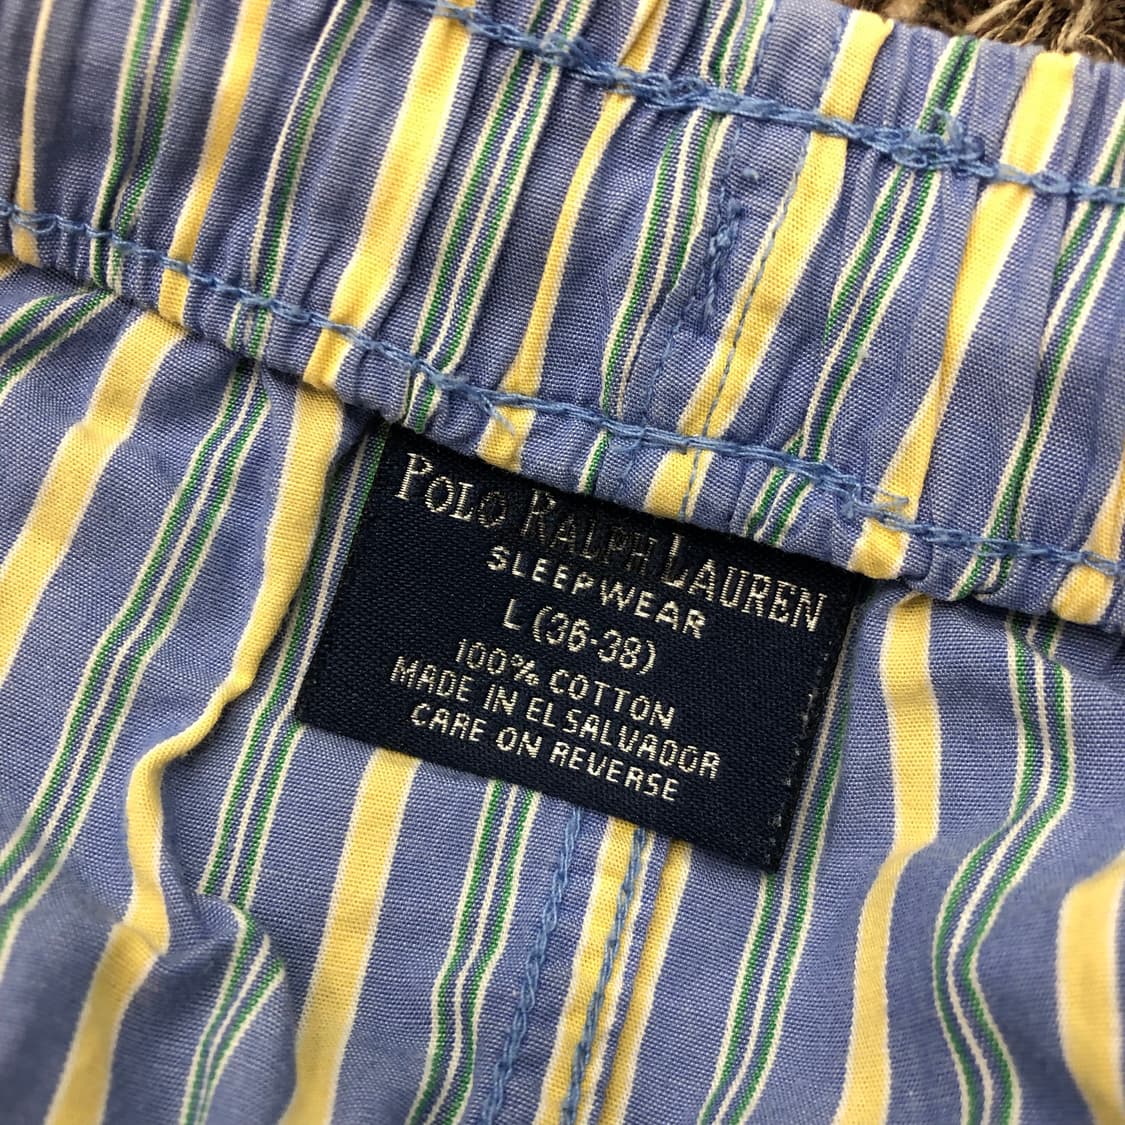 POLO RALPH LAUREN
SLEEPWEAR
L (36-38)
100% COTTON
MADE IN EL SALVADOR
CARE ON REVERSE